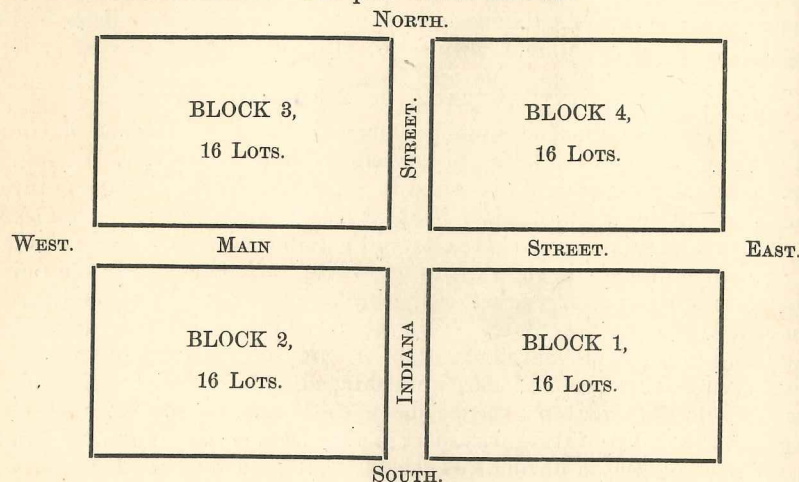 NORTH.
BLOCK 3,
16 LOTS.
STREET.
BLOCK 4,
16 LOTS.
WEST.
MAIN
STREET.
EAST.
BLOCK 2,
16 LOTS.
INDIANA
BLOCK 1,
16 LOTS.
SOUTH.